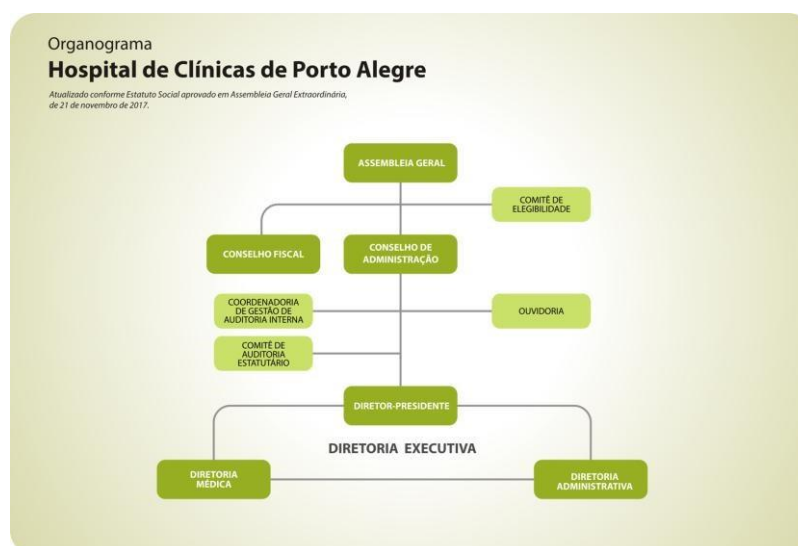 Organograma
Hospital de Clínicas de Porto Alegre
Atualizado conforme Estatuto Social aprovado em Assembleia Geral Extraordinária,
de 21 de novembro de 2017.
ASSEMBLEIA GERAL
COMITÊ DE
ELEGIBILIDADE
CONSELHO FISCAL
CONSELHO DE
ADMINISTRAÇÃO
COORDENADORIA
DE GESTÃO DE
AUDITORIA INTERNA
OUVIDORIA
COMITÊ DE
AUDITORIA
ESTATUTÁRIO
DIRETOR-PRESIDENTE
DIRETORIA EXECUTIVA
DIRETORIA
MÉDICA
DIRETORIA
ADMINISTRATIVA